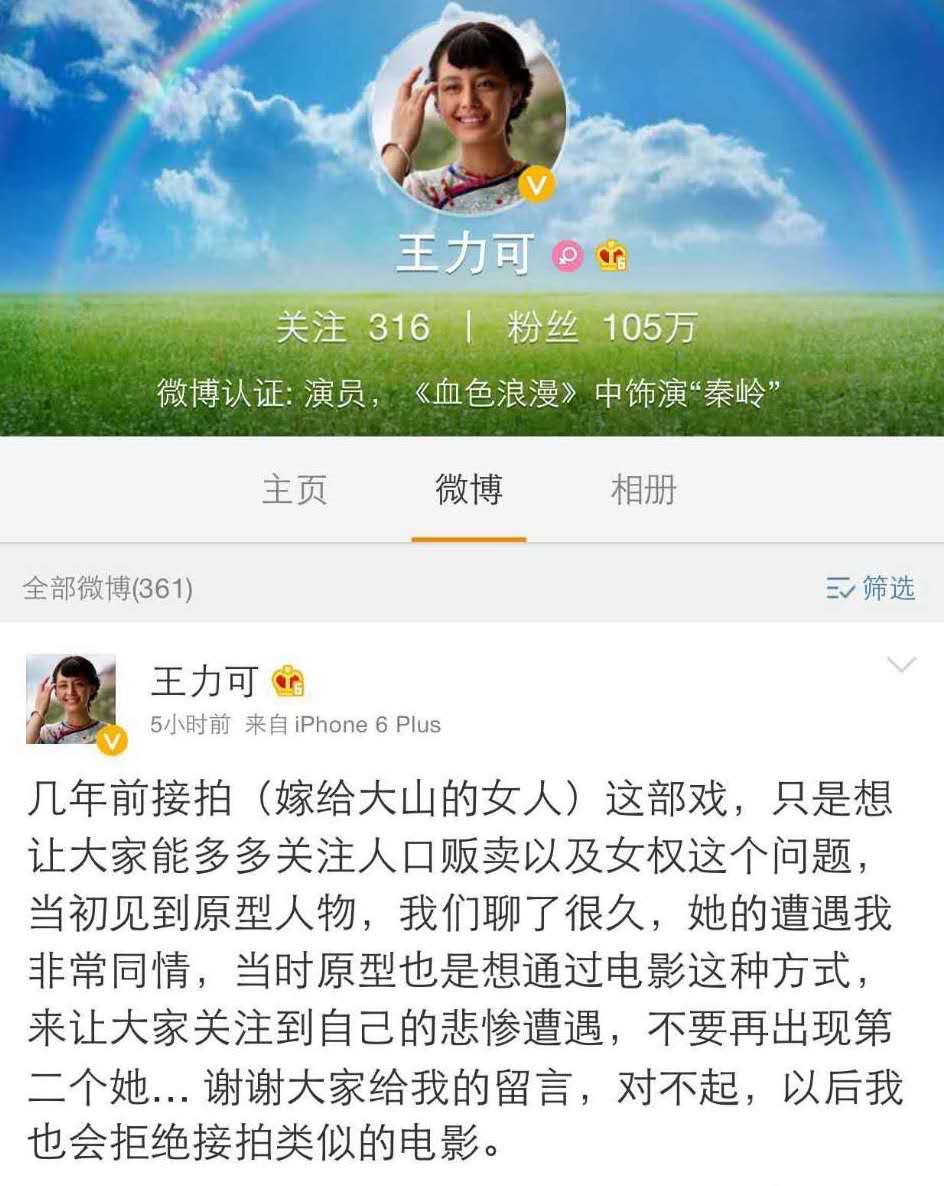 王力可
关注 316 | 粉丝 105万
微博认证: 演员，《血色浪漫》中饰演“秦岭”
主页 微博 相册
全部微博(361) 筛选
王力可
5小时前 来自 iPhone 6 Plus
几年前接拍（嫁给大山的女人）这部戏，只是想
让大家能多多关注人口贩卖以及女权这个问题，
当初见到原型人物，我们聊了很久，她的遭遇我
非常同情，当时原型也是想通过电影这种方式，
来让大家关注到自己的悲惨遭遇，不要再出现第
二个她... 谢谢大家给我的留言，对不起，以后我
也会拒绝接拍类似的电影。